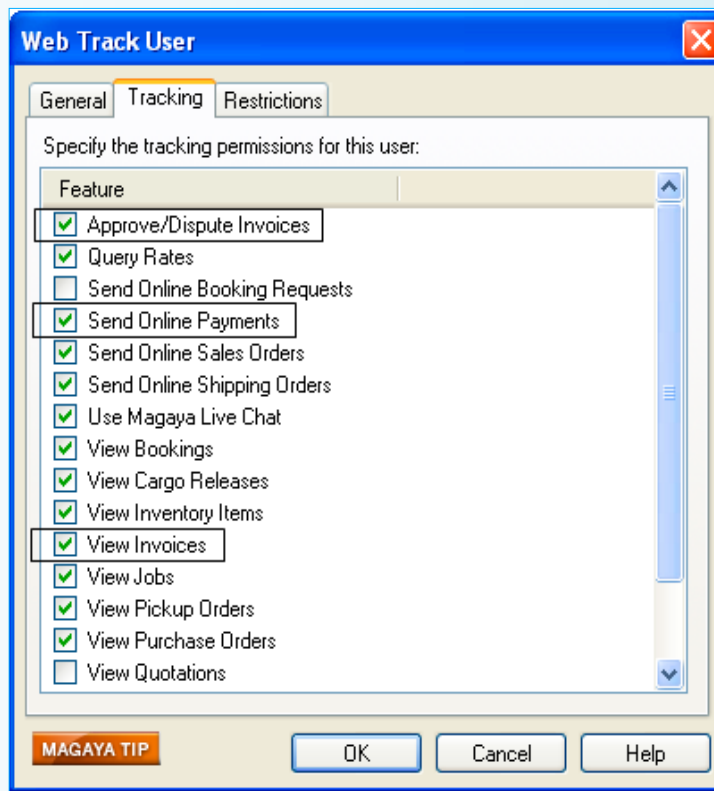 Web Track User
General Tracking Restrictions
Specify the tracking permissions for this user:
Feature
Approve/Dispute Invoices
Query Rates
Send Online Booking Requests
Send Online Payments
Send Online Sales Orders
Send Online Shipping Orders
Use Magaya Live Chat
View Bookings
View Cargo Releases
View Inventory Items
View Invoices
View Jobs
View Pickup Orders
View Purchase Orders
View Quotations
MAGAYA TIP OK Cancel Help